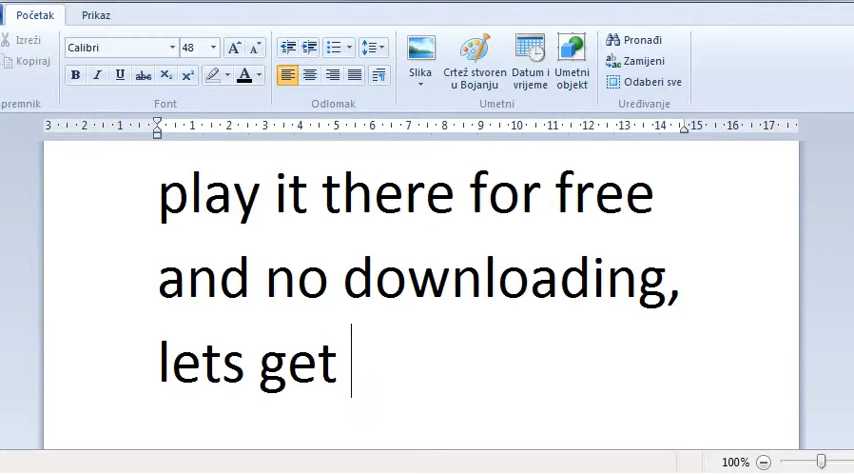 Početak Prikaz
Izreži
Kopiraj
spremnik
Calibri 48 A A
B I U abc X₂ X² A
Font
Odlomak
Slika
Crtež stvoren u Bojanju
Datum i vrijeme
Umetni objekt
Umetni
Pronađi
Zamijeni
Odaberi sve
Uređivanje
3 2 1 1 2 3 4 5 6 7 8 9 10 11 12 13 14 15 16 17
play it there for free
and no downloading,
lets get
100%